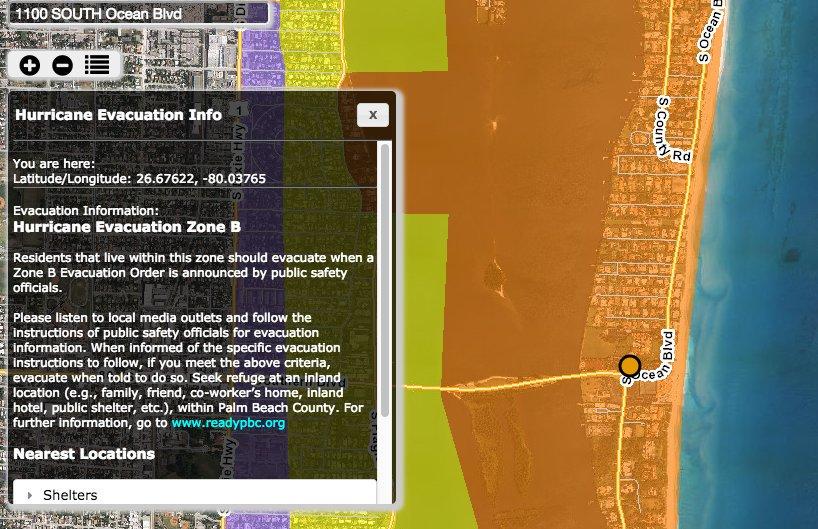 1100 SOUTH Ocean Blvd
Hurricane Evacuation Info
x
You are here:
Latitude/Longitude: 26.67622, -80.03765
Evacuation Information:
Hurricane Evacuation Zone B
Residents that live within this zone should evacuate when a
Zone B Evacuation Order is announced by public safety
officials.
Please listen to local media outlets and follow the
instructions of public safety officials for evacuation
information. When informed of the specific evacuation
instructions to follow, if you meet the above criteria,
evacuate when told to do so. Seek refuge at an inland
location (e.g., family, friend, co-worker's home, inland
hotel, public shelter, etc.), within Palm Beach County. For
further information, go to www.readypbc.org
Nearest Locations
Shelters
1
S Ocean B
S County Rd
S Ocean Blvd